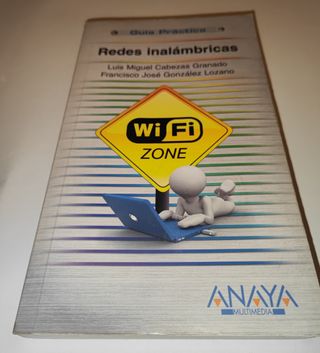 Guía Práctica
Redes inalámbricas
Luis Miguel Cabezas Granado
Francisco José González Lozano
Wi Fi
ZONE
ANAYA
MULTIMEDIA